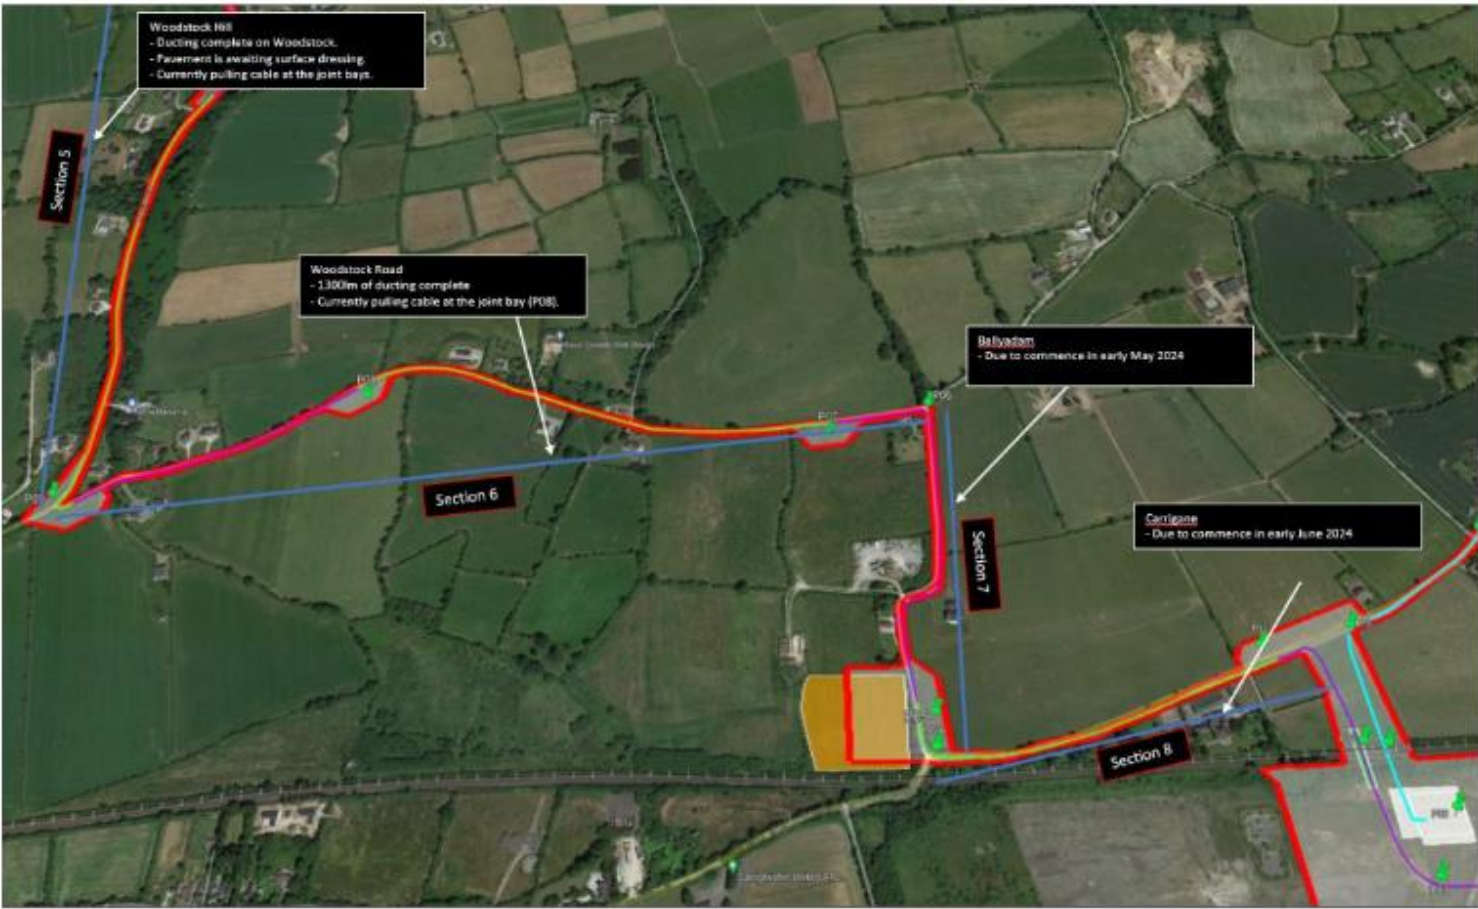 Woodstock Hill
- Ducting complete on Woodstock.
- Pavement is awaiting surface dressing.
- Currently pulling cable at the joint bays.
Section 5
Woodstock Road
- 1300lm of ducting complete
- Currently pulling cable at the joint bay (P08).
Ballyadam
- Due to commence in early May 2024
P07
Section 6
Section 7
Carrigane
- Due to commence in early June 2024
Section 8